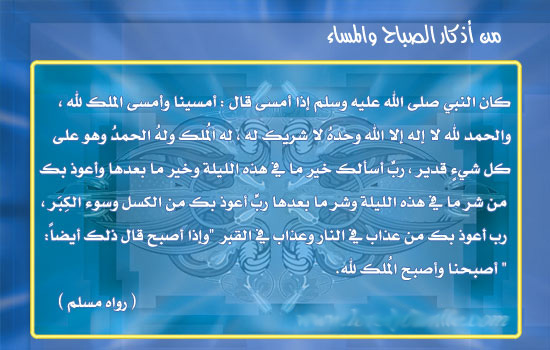 من أذكار الصباح والمساء
كان النبي صلى الله عليه وسلم إذا أمسى قال : أمسينا وأمسى الملك لله ،
والحمد لله لا إله إلا الله وحدهُ لا شريك له ، له المُلك ولهُ الحمدُ وهو على
كل شيءٍ قدير ، ربِّ أسألك خير ما في هذه الليلة وخير ما بعدها وأعوذ بك
من شر ما في هذه الليلة وشر ما بعدها ربِّ أعوذ بك من الكسل وسوء الكِبَر ،
رب أعوذ بك من عذاب في النار وعذاب في القبر "وإذا أصبح قال ذلك أيضاً:
" أصبحنا وأصبح المُلك لله.
( رواه مسلم )